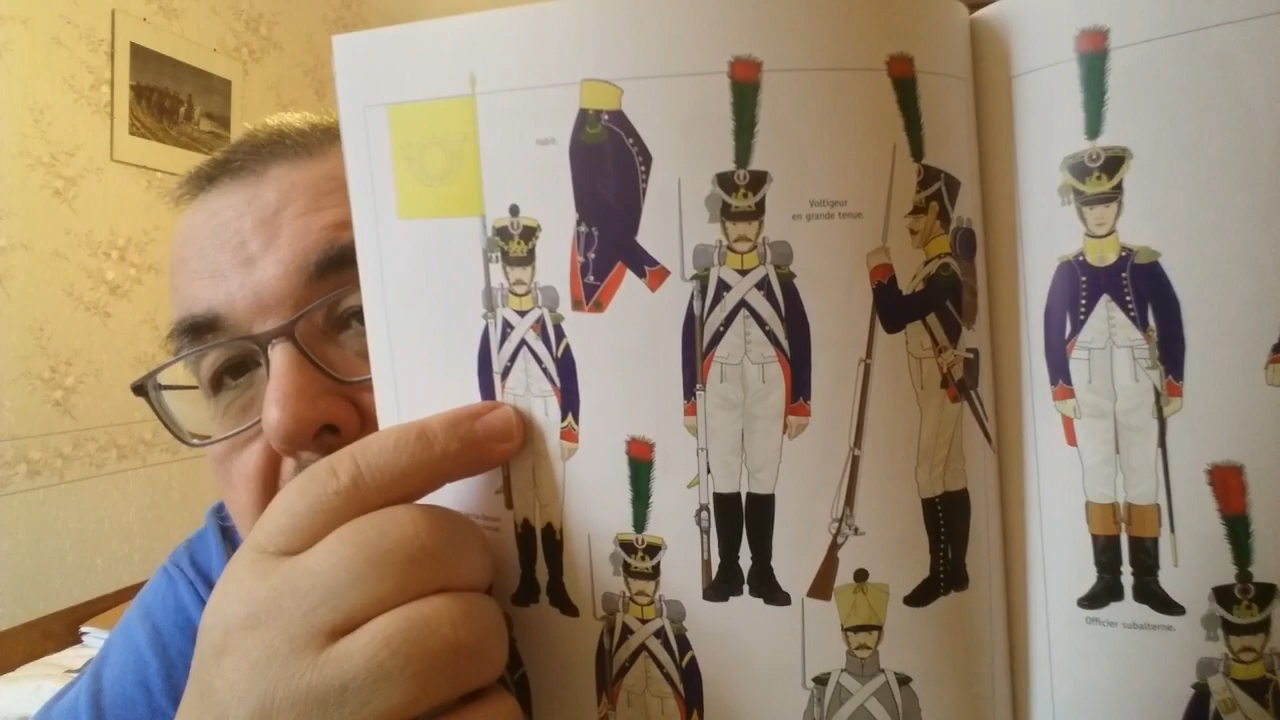 Habit.
Voltigeur
en grande tenue.
Officier subalterne.